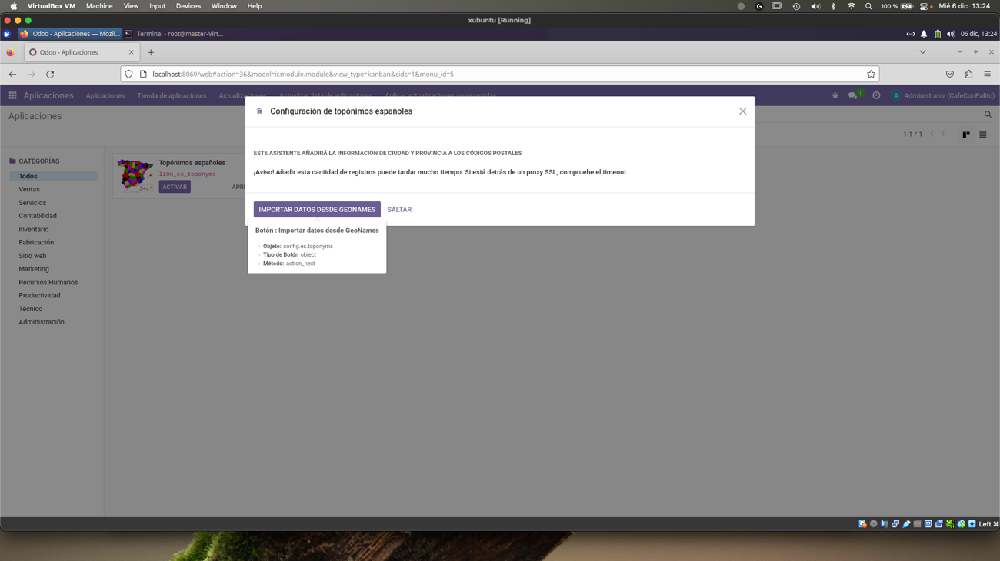 VirtualBox VM Machine View Input Devices Window Help 100 % Mié 6 dic 13:24
xubuntu [Running]
Odoo - Aplicaciones — Mozil... Terminal - root@master-Virt... 06 dic, 13:24
Odoo - Aplicaciones
localhost:8069/web#action=36&model=ir.module.module&view_type=kanban&cids=1&menu_id=5
Aplicaciones Aplicaciones Tienda de aplicaciones Actualizaciones Actualizar lista de aplicaciones Aplicar actualizaciones programadas 1 A Administrator (CafeConPalito)
Aplicaciones
1-1 / 1
Configuración de topónimos españoles
ESTE ASISTENTE AÑADIRÁ LA INFORMACIÓN DE CIUDAD Y PROVINCIA A LOS CÓDIGOS POSTALES
¡Aviso! Añadir esta cantidad de registros puede tardar mucho tiempo. Si está detrás de un proxy SSL, compruebe el timeout.
IMPORTAR DATOS DESDE GEONAMES SALTAR
Botón : Importar datos desde GeoNames
Objeto: config.es.toponyms
Tipo de Botón object
Método: action_next
CATEGORÍAS
Todos
Ventas
Servicios
Contabilidad
Inventario
Fabricación
Sitio web
Marketing
Recursos Humanos
Productividad
Técnico
Administración
Topónimos españoles
l10n_es_toponyms
ACTIVAR APRE
Left ⌘